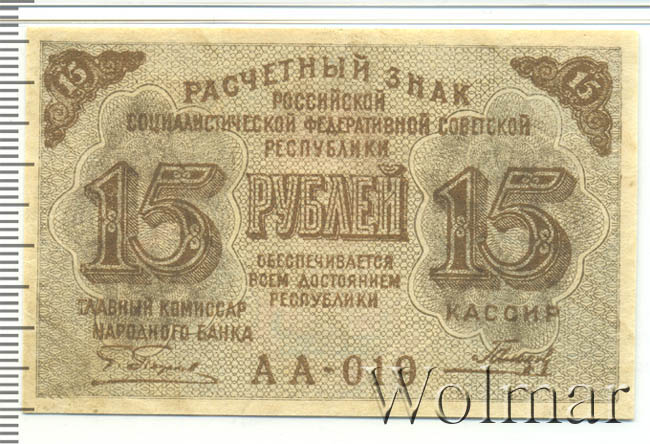 15 15
РАСЧЕТНЫЙ ЗНАК
РОССИЙСКОЙ
СОЦИАЛИСТИЧЕСКОЙ ФЕДЕРАТИВНОЙ СОВЕТСКОЙ
РЕСПУБЛИКИ
15 РУБЛЕЙ 15
ОБЕСПЕЧИВАЕТСЯ
ВСЕМ ДОСТОЯНИЕМ
РЕСПУБЛИКИ
ГЛАВНЫЙ КОМИССАР
НАРОДНОГО БАНКА
КАССИР
АА-019
Wolmar